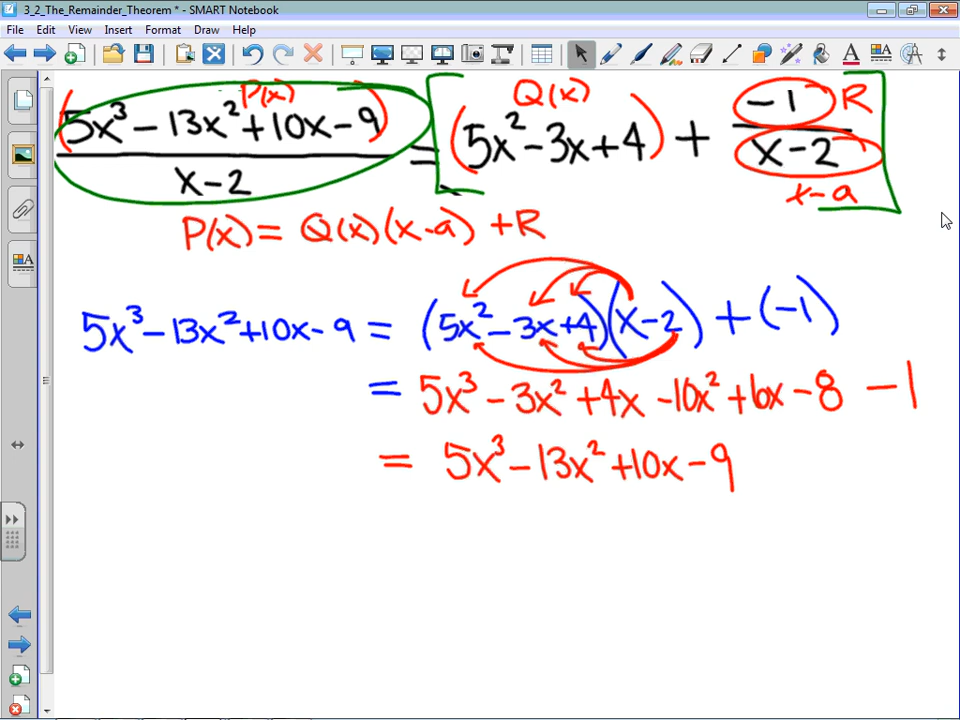 3_2_The_Remainder_Theorem * - SMART Notebook
File Edit View Insert Format Draw Help
P(x) Q(x) R
(5x³ - 13x² + 10x - 9) / (x - 2) = (5x² - 3x + 4) + (-1) / (x - 2)
x-a
P(x) = Q(x)(x-a) + R
5x³ - 13x² + 10x - 9 = (5x² - 3x + 4)(x - 2) + (-1)
= 5x³ - 3x² + 4x - 10x² + 6x - 8 - 1
= 5x³ - 13x² + 10x - 9